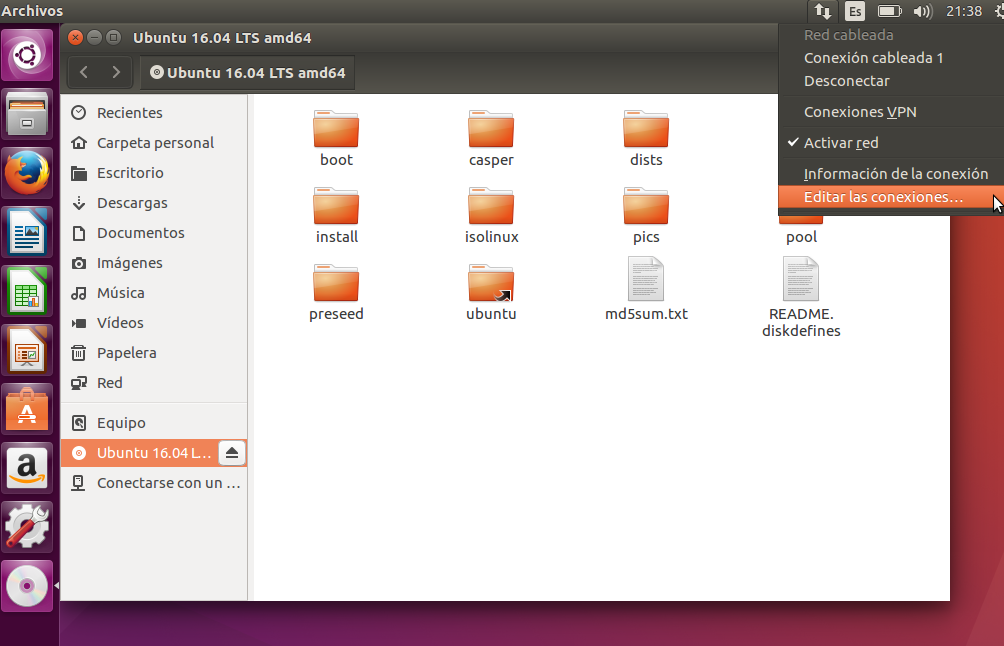 Archivos
Es
21:38
Ubuntu 16.04 LTS amd64
Ubuntu 16.04 LTS amd64
Red cableada
Conexión cableada 1
Desconectar
Conexiones VPN
Activar red
Información de la conexión
Editar las conexiones...
Recientes
Carpeta personal
Escritorio
Descargas
Documentos
Imágenes
Música
Vídeos
Papelera
Red
Equipo
Ubuntu 16.04 L...
Conectarse con un ...
boot
casper
dists
install
isolinux
pics
pool
preseed
ubuntu
md5sum.txt
README.
diskdefines